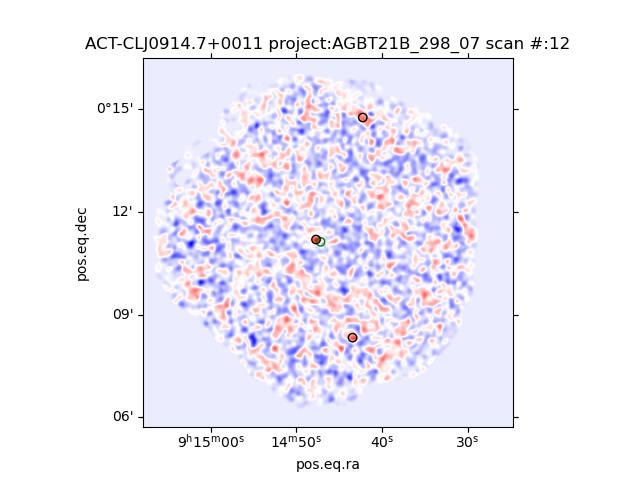 ACT-CLJ0914.7+0011 project:AGBT21B_298_07 scan #:12
0°15'
12'
09'
06'
9ʰ15ᵐ00ˢ 14ᵐ50ˢ 40ˢ 30ˢ
pos.eq.ra
pos.eq.dec